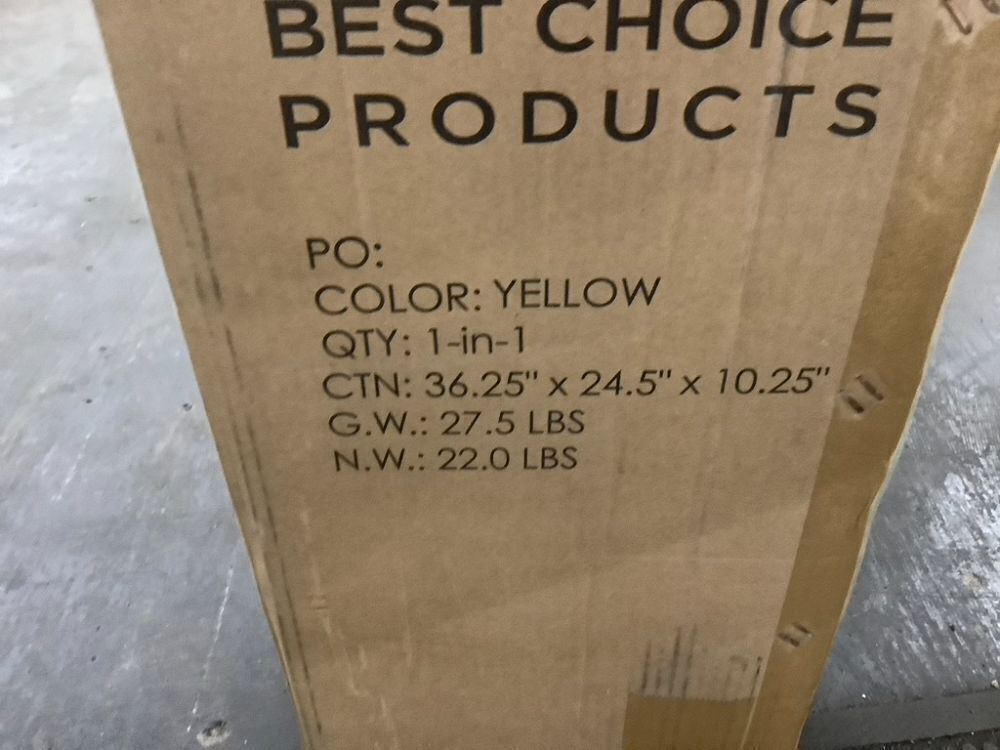 BEST CHOICE
PRODUCTS
PO:
COLOR: YELLOW
QTY: 1-in-1
CTN: 36.25" x 24.5" x 10.25"
G.W.: 27.5 LBS
N.W.: 22.0 LBS